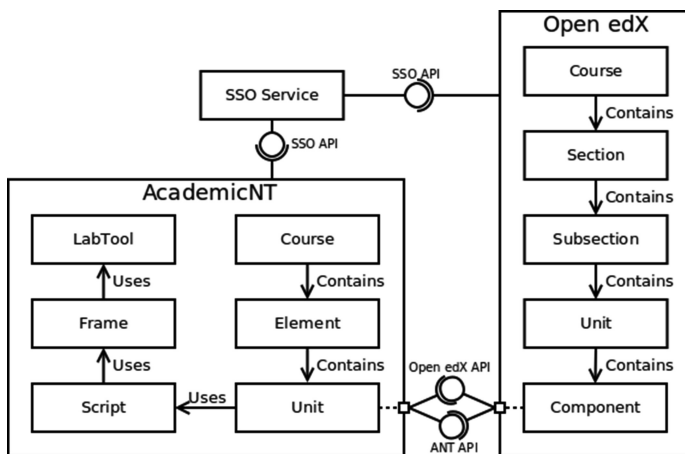 Open edX
SSO API
Course
SSO Service
Contains
SSO API
Section
Contains
AcademicNT
LabTool
Course
Subsection
Uses
Contains
Contains
Frame
Element
Unit
Uses
Contains
Open edX API
Contains
Script
Uses
Unit
Component
ANT API